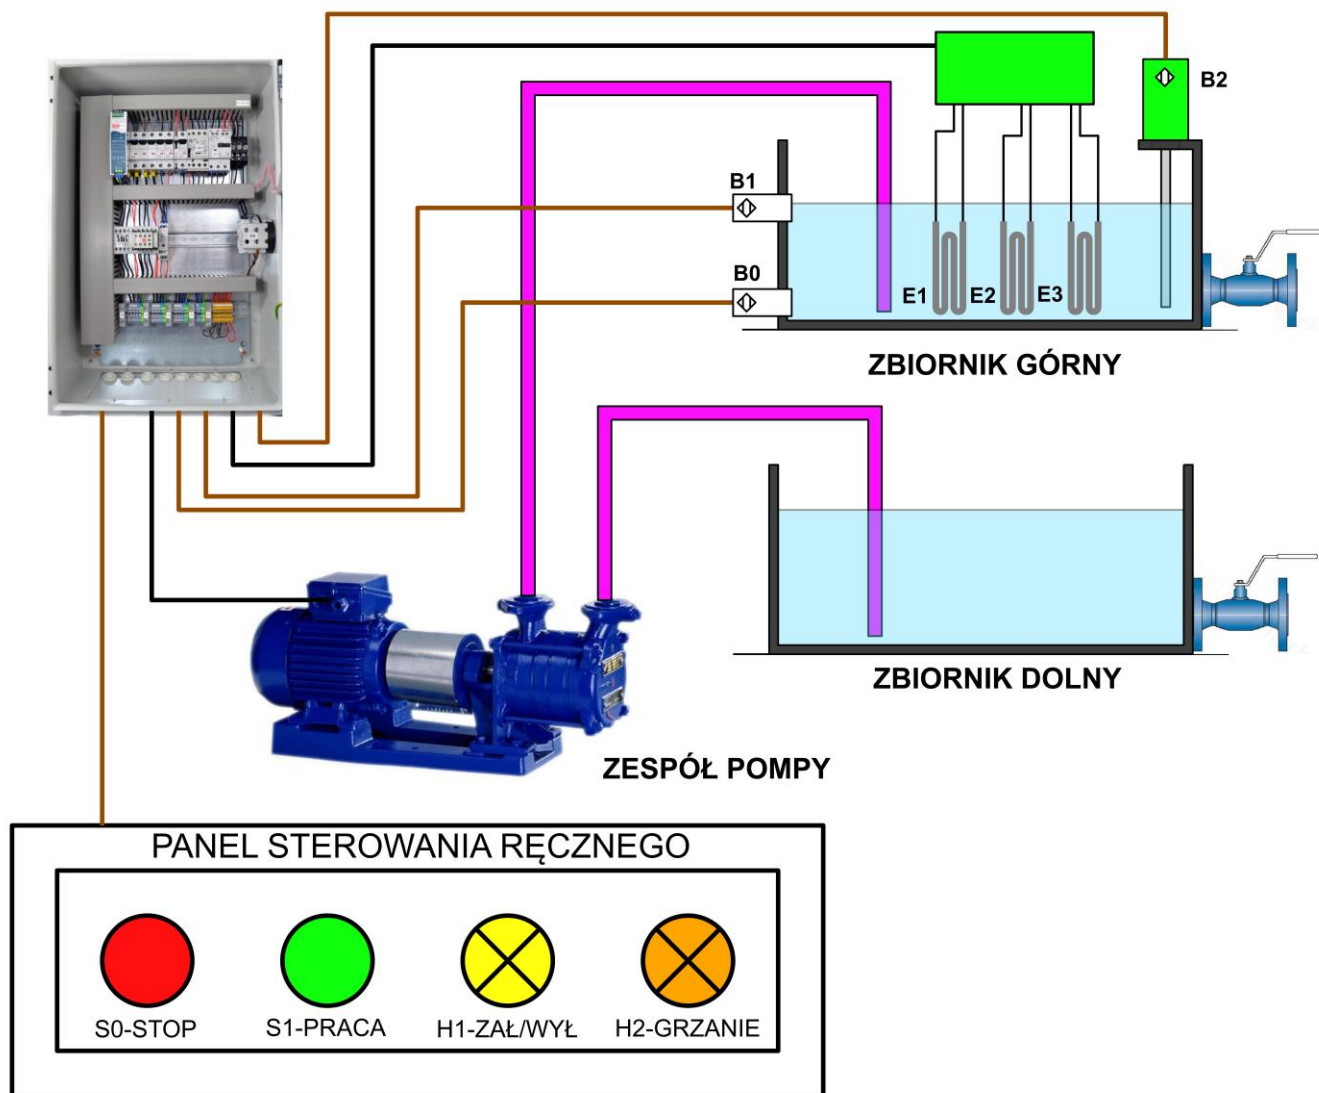 B2
B1
B0
E1
E2
E3
ZBIORNIK GÓRNY
ZBIORNIK DOLNY
ZESPÓŁ POMPY
PANEL STEROWANIA RĘCZNEGO
S0-STOP
S1-PRACA
H1-ZAŁ/WYŁ
H2-GRZANIE